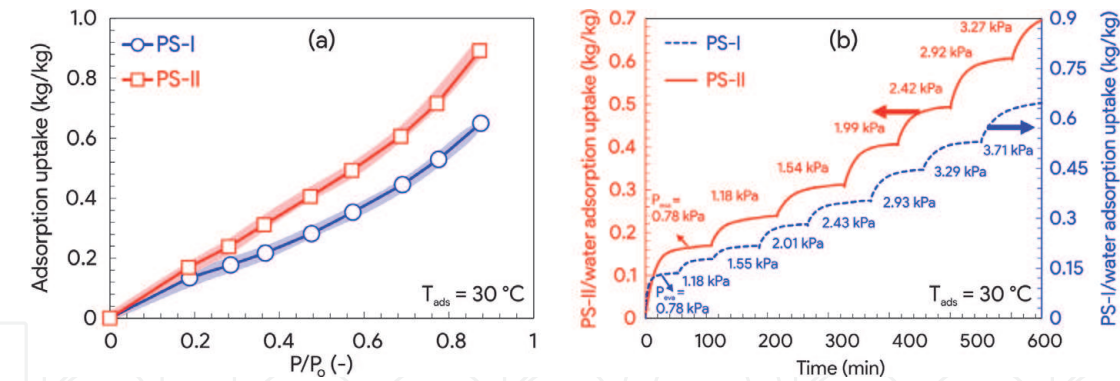 (a)
PS-I
PS-II
Adsorption uptake (kg/kg)
1.0
0.8
0.6
0.4
0.2
0
0
0.2
0.4
0.6
0.8
1
P/Po (-)
Tads = 30 °C
(b)
PS-I
PS-II
PS-II/water adsorption uptake (kg/kg)
0.7
0.6
0.5
0.4
0.3
0.2
0.1
0
PS-I/water adsorption uptake (kg/kg)
0.9
0.75
0.6
0.45
0.3
0.15
0
3.27 kPa
2.92 kPa
2.42 kPa
1.99 kPa
1.54 kPa
1.18 kPa
Peva=
0.78 kPa
3.71 kPa
3.29 kPa
2.93 kPa
2.43 kPa
2.01 kPa
1.55 kPa
1.18 kPa
Peva=
0.78 kPa
Tads = 30 °C
0
100
200
300
400
500
600
Time (min)